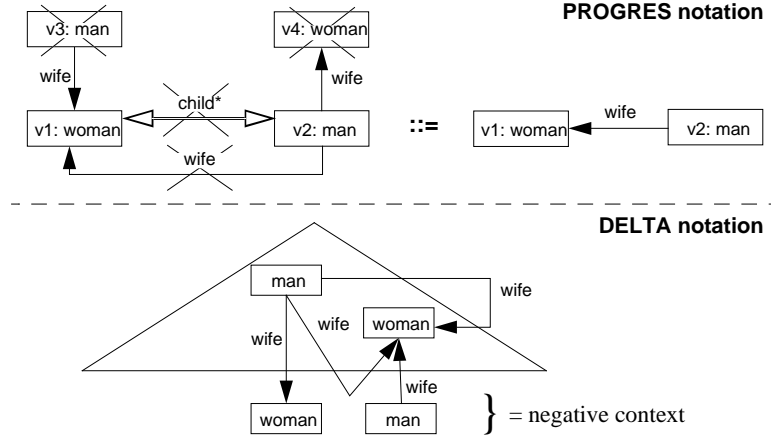 PROGRES notation
v3: man
v4: woman
wife
wife
child*
v1: woman
v2: man
::=
v1: woman
wife
v2: man
wife
DELTA notation
man
wife
woman
wife
wife
wife
woman
man
} = negative context